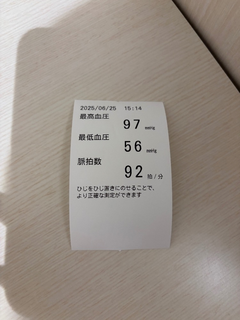 2025/06/25 15:14
最高血圧
97 mmHg
最低血圧
56 mmHg
脈拍数
92 拍/分
ひじをひじ置きにのせることで、
より正確な測定ができます